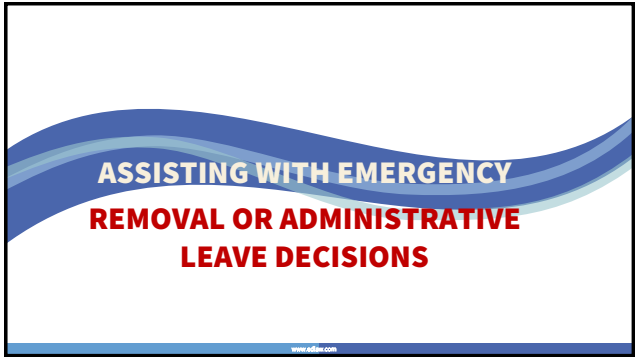 ASSISTING WITH EMERGENCY
REMOVAL OR ADMINISTRATIVE
LEAVE DECISIONS
www.edlaw.com